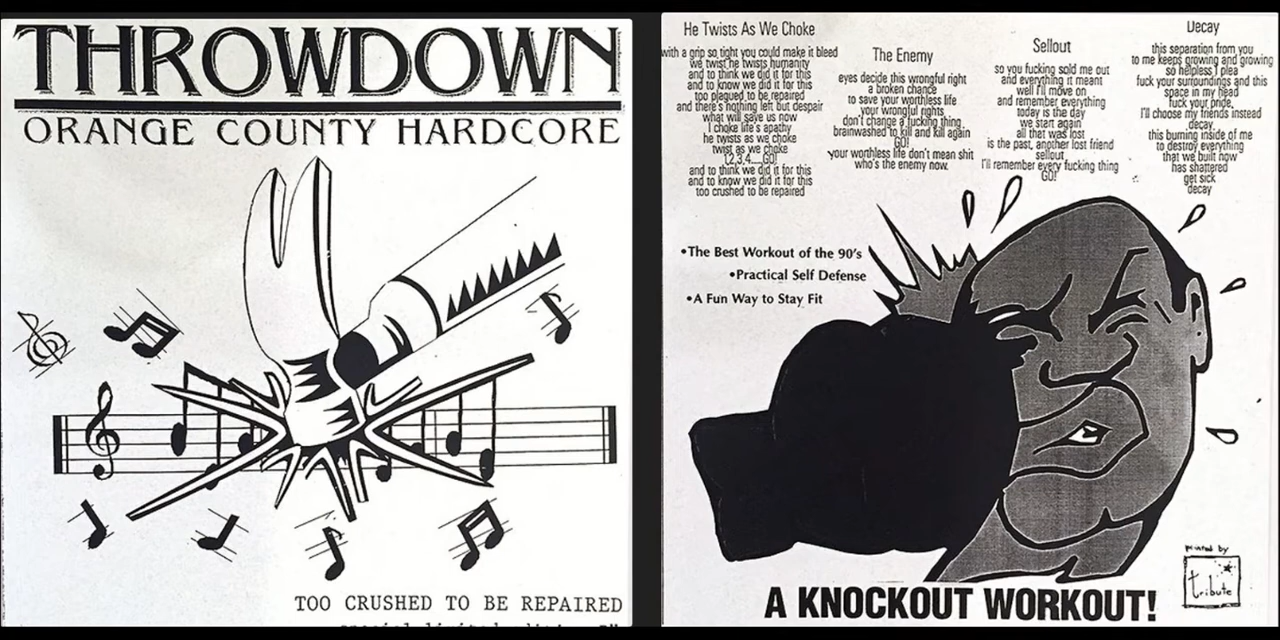 THROWDOWN
ORANGE COUNTY HARDCORE
TOO CRUSHED TO BE REPAIRED
He Twists As We Choke
with a grip so tight you could make it bleed
we twist he twists humanity
and to think we did it for this
and to know we did it for this
too plagued to be repaired
and there's nothing left but despair
what will save us now
I choke life's apathy
he twists as we choke
twist as we choke
1,2,3,4....GO!
and to think we did it for this
and to know we did it for this
too crushed to be repaired
The Enemy
eyes decide this wrongful right
a broken chance
to save your worthless life
your wrongful rights
don't change a fucking thing
brainwashed to kill and kill again
GO!
your worthless life don't mean shit
who's the enemy now.
Sellout
so you fucking sold me out
and everything it meant
well I'll move on
and remember everything
today is the day
we start again
all that was lost
is the past, another lost friend
sellout
I'll remember every fucking thing
GO!
Decay
this separation from you
to me keeps growing and growing
so helpless I plea
fuck your surroundings and this
space in my head
fuck your pride,
I'll choose my friends instead
decay
this burning inside of me
to destroy everything
that we built now
has shattered
get sick
decay
•The Best Workout of the 90's
•Practical Self Defense
•A Fun Way to Stay Fit
Printed by
tribute
A KNOCKOUT WORKOUT!